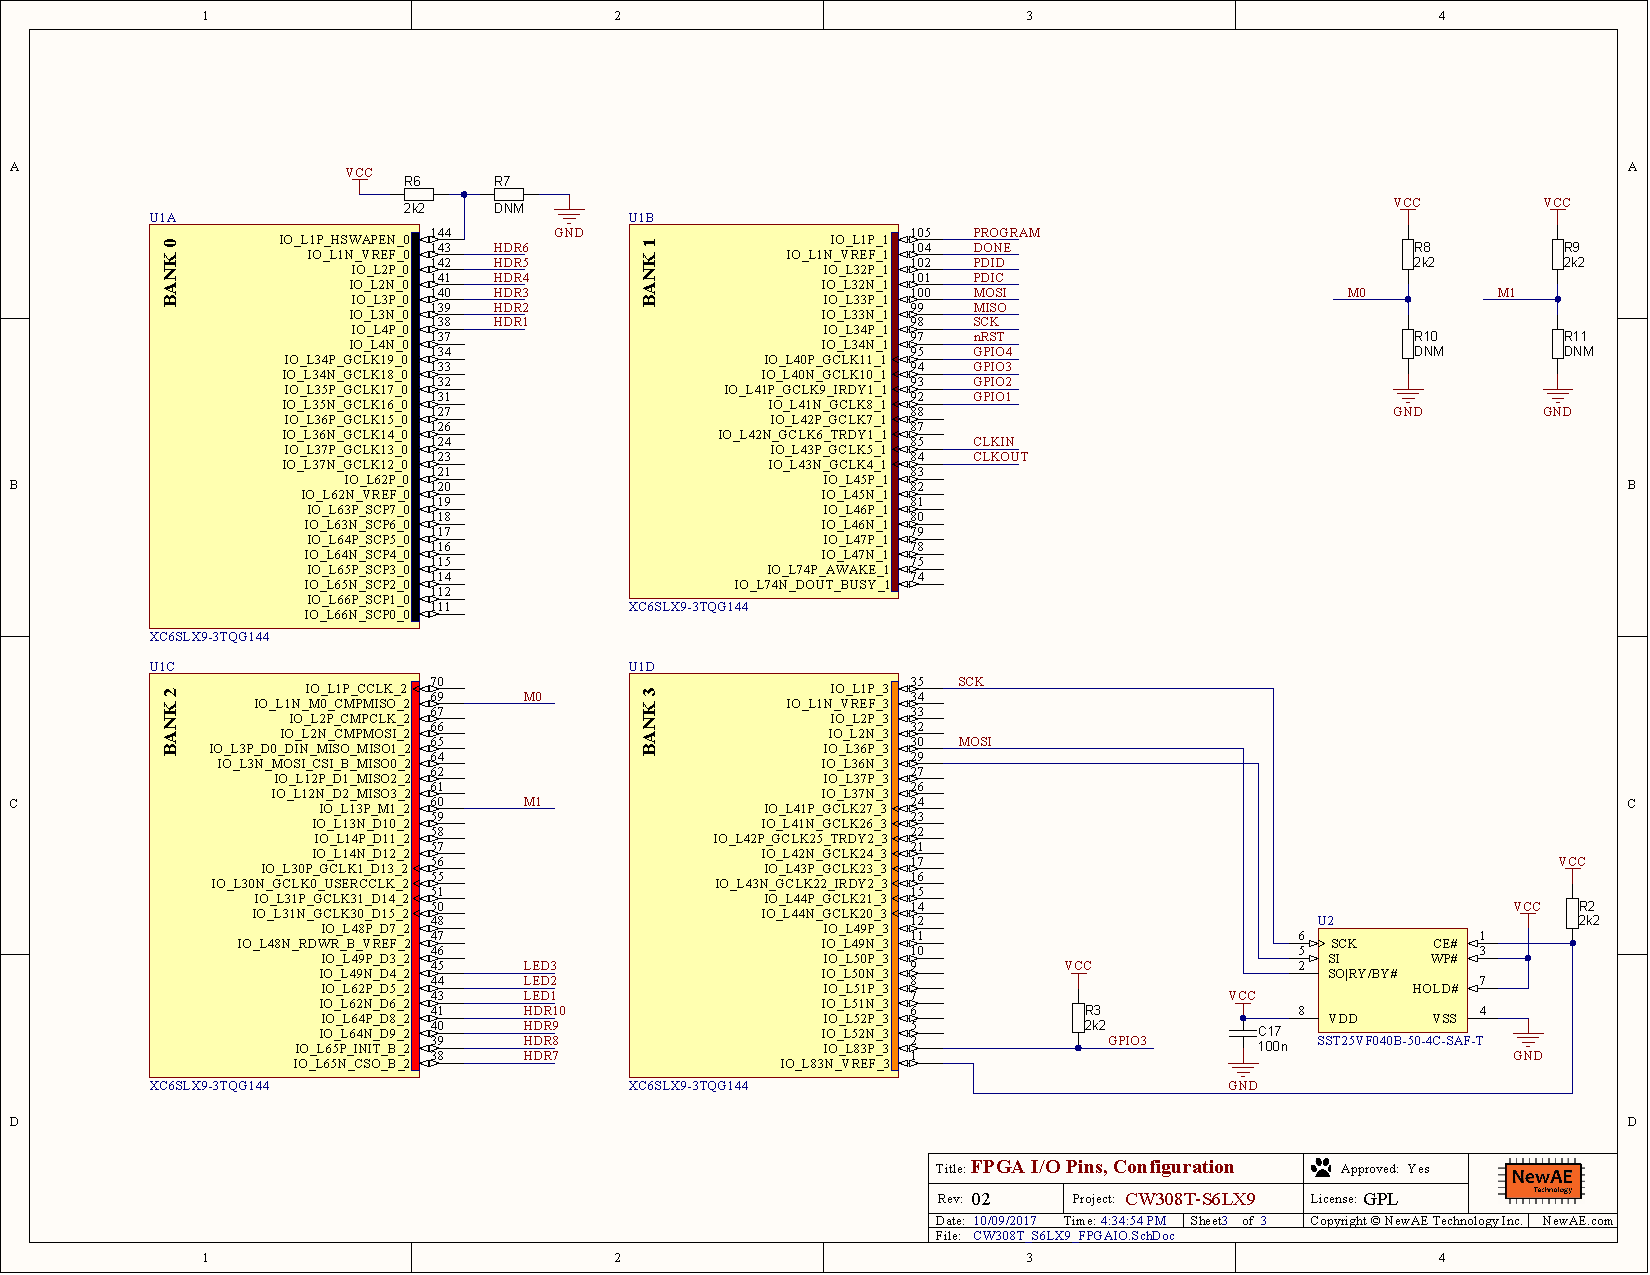 1 2 3 4
A
B
C
D
VCC
R6
2k2
R7
DNM
GND
U1A
BANK 0
IO_L1P_HSWAPEN_0 144
IO_L1N_VREF_0 143 HDR6
IO_L2P_0 142 HDR5
IO_L2N_0 141 HDR4
IO_L3P_0 140 HDR3
IO_L3N_0 139 HDR2
IO_L4P_0 138 HDR1
IO_L4N_0 137
IO_L34P_GCLK19_0 134
IO_L34N_GCLK18_0 133
IO_L35P_GCLK17_0 132
IO_L35N_GCLK16_0 131
IO_L36P_GCLK15_0 127
IO_L36N_GCLK14_0 126
IO_L37P_GCLK13_0 124
IO_L37N_GCLK12_0 123
IO_L62P_0 121
IO_L62N_VREF_0 120
IO_L63P_SCP7_0 119
IO_L63N_SCP6_0 118
IO_L64P_SCP5_0 117
IO_L64N_SCP4_0 116
IO_L65P_SCP3_0 115
IO_L65N_SCP2_0 114
IO_L66P_SCP1_0 112
IO_L66N_SCP0_0 111
XC6SLX9-3TQG144
U1B
BANK 1
IO_L1P_1 105 PROGRAM
IO_L1N_VREF_1 104 DONE
IO_L32P_1 102 PDID
IO_L32N_1 101 PDIC
IO_L33P_1 100 MOSI
IO_L33N_1 99 MISO
IO_L34P_1 98 SCK
IO_L34N_1 97 nRST
IO_L40P_GCLK11_1 95 GPIO4
IO_L40N_GCLK10_1 94 GPIO3
IO_L41P_GCLK9_IRDY1_1 93 GPIO2
IO_L41N_GCLK8_1 92 GPIO1
IO_L42P_GCLK7_1 88
IO_L42N_GCLK6_TRDY1_1 87
IO_L43P_GCLK5_1 85 CLKIN
IO_L43N_GCLK4_1 84 CLKOUT
IO_L45P_1 83
IO_L45N_1 82
IO_L46P_1 81
IO_L46N_1 80
IO_L47P_1 79
IO_L47N_1 78
IO_L74P_AWAKE_1 75
IO_L74N_DOUT_BUSY_1 74
XC6SLX9-3TQG144
VCC
R8
2k2
M0
R10
DNM
GND
VCC
R9
2k2
M1
R11
DNM
GND
U1C
BANK 2
IO_L1P_CCLK_2 70
IO_L1N_M0_CMPMISO_2 69 M0
IO_L2P_CMPCLK_2 67
IO_L2N_CMPMOSI_2 66
IO_L3P_D0_DIN_MISO_MISO1_2 65
IO_L3N_MOSI_CSI_B_MISO0_2 64
IO_L12P_D1_MISO2_2 62
IO_L12N_D2_MISO3_2 61
IO_L13P_M1_2 60 M1
IO_L13N_D10_2 59
IO_L14P_D11_2 58
IO_L14N_D12_2 57
IO_L30P_GCLK1_D13_2 56
IO_L30N_GCLK0_USERCCLK_2 55
IO_L31P_GCLK31_D14_2 51
IO_L31N_GCLK30_D15_2 50
IO_L48P_D7_2 48
IO_L48N_RDWR_B_VREF_2 47
IO_L49P_D3_2 46
IO_L49N_D4_2 45 LED3
IO_L62P_D5_2 44 LED2
IO_L62N_D6_2 43 LED1
IO_L64P_D8_2 41 HDR10
IO_L64N_D9_2 40 HDR9
IO_L65P_INIT_B_2 39 HDR8
IO_L65N_CSO_B_2 38 HDR7
XC6SLX9-3TQG144
U1D
BANK 3
IO_L1P_3 35 SCK
IO_L1N_VREF_3 34
IO_L2P_3 33
IO_L2N_3 32
IO_L36P_3 30 MOSI
IO_L36N_3 29
IO_L37P_3 27
IO_L37N_3 26
IO_L41P_GCLK27_3 24
IO_L41N_GCLK26_3 23
IO_L42P_GCLK25_TRDY2_3 22
IO_L42N_GCLK24_3 21
IO_L43P_GCLK23_3 17
IO_L43N_GCLK22_IRDY2_3 16
IO_L44P_GCLK21_3 15
IO_L44N_GCLK20_3 14
IO_L49P_3 12
IO_L49N_3 11
IO_L50P_3 10
IO_L50N_3 9
IO_L51P_3 8
IO_L51N_3 7
IO_L52P_3 6
IO_L52N_3 5
IO_L83P_3 2
IO_L83N_VREF_3 1
XC6SLX9-3TQG144
VCC
R3
2k2
GPIO3
VCC
C17
100n
GND
U2
6 SCK CE# 1
5 SI WP# 3
2 SO|RY/BY#
HOLD# 7
8 VDD VSS 4
SST25VF040B-50-4C-SAF-T
VCC
VCC
R2
2k2
GND
A
B
C
D
Title: FPGA I/O Pins, Configuration
Approved: Yes
Rev: 02 Project: CW308T-S6LX9 License: GPL
NewAE
Technology
Date: 10/09/2017 Time: 4:34:54 PM Sheet3 of 3 Copyright © NewAE Technology Inc. NewAE.com
File: CW308T_S6LX9_FPGAIO.SchDoc
1 2 3 4